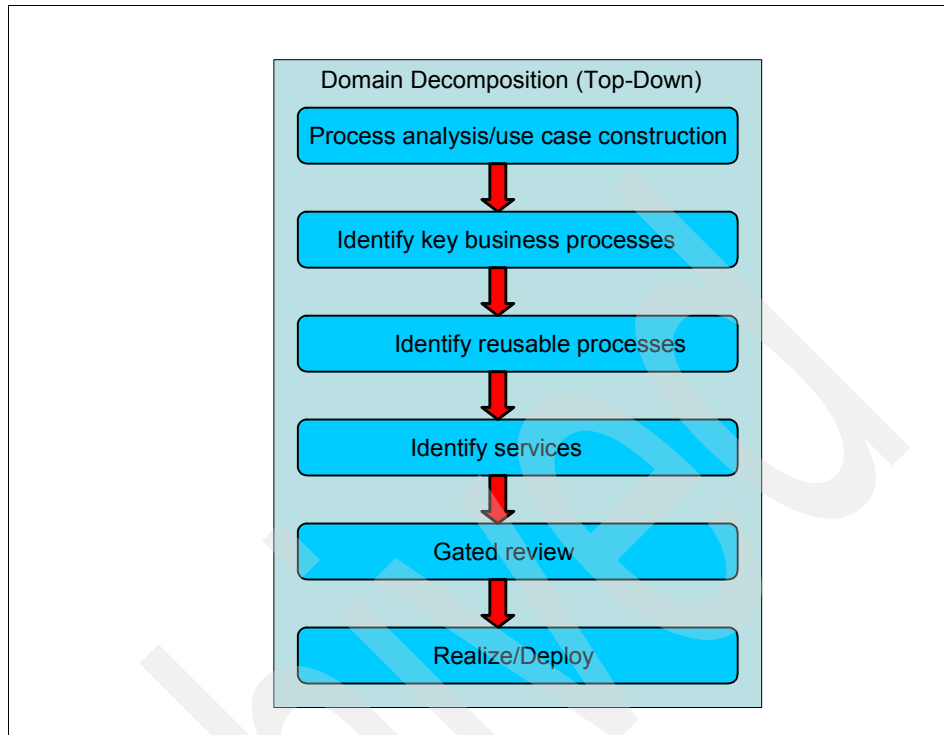 Domain Decomposition (Top-Down)
Process analysis/use case construction
Identify key business processes
Identify reusable processes
Identify services
Gated review
Realize/Deploy
hived